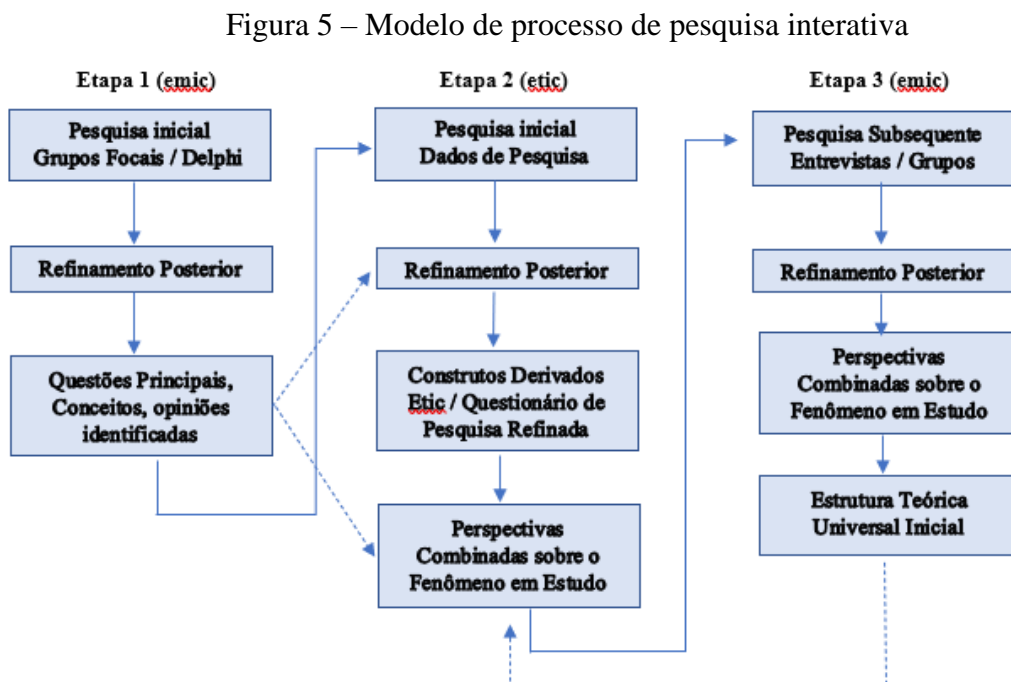 Figura 5 – Modelo de processo de pesquisa interativa
Etapa 1 (emic)
Pesquisa inicial
Grupos Focais / Delphi
Refinamento Posterior
Questões Principais,
Conceitos, opiniões
identificadas
Etapa 2 (etic)
Pesquisa inicial
Dados de Pesquisa
Refinamento Posterior
Construtos Derivados
Etic / Questionário de
Pesquisa Refinada
Perspectivas
Combinadas sobre o
Fenômeno em Estudo
Etapa 3 (emic)
Pesquisa Subsequente
Entrevistas / Grupos
Refinamento Posterior
Perspectivas
Combinadas sobre o
Fenômeno em Estudo
Estrutura Teórica
Universal Inicial